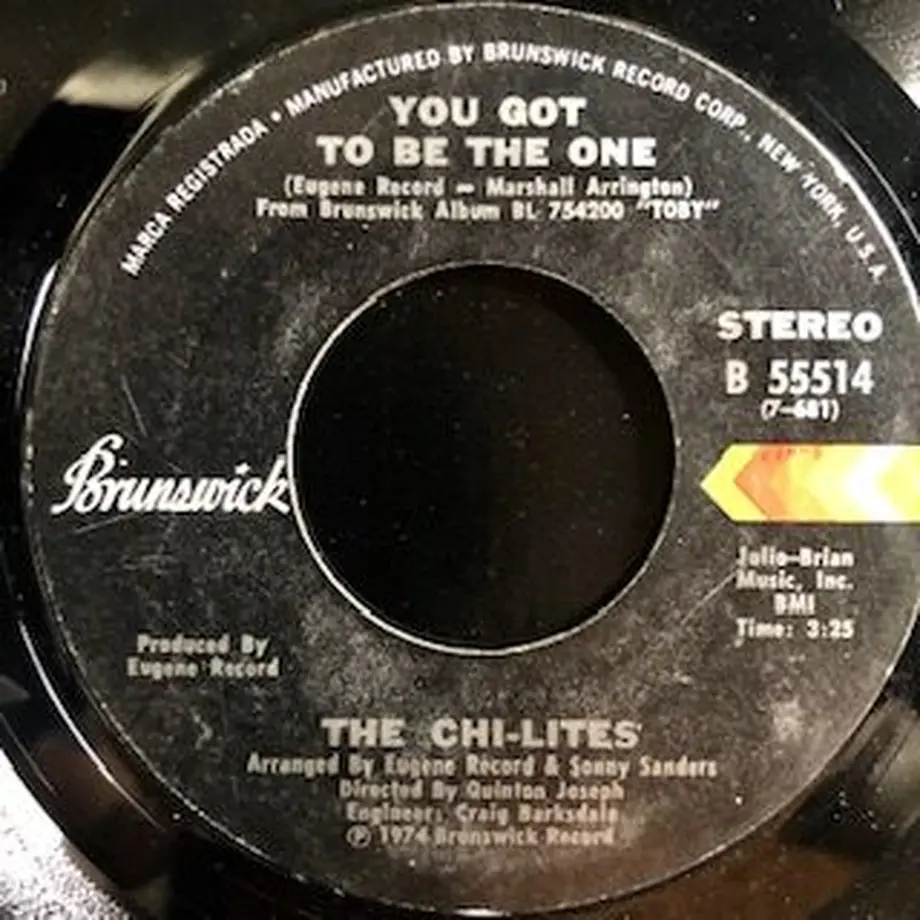 MARCA REGISTRADA • MANUFACTURED BY BRUNSWICK RECORD CORP., NEW YORK, U.S.A.
YOU GOT
TO BE THE ONE
(Eugene Record - Marshall Arrington)
From Brunswick Album BL 754200 "TOBY"
STEREO
B 55514
(7-681)
Brunswick
Julio-Brian
Music, Inc.
BMI
Time: 3:25
Produced By
Eugene Record
THE CHI-LITES
Arranged By Eugene Record & Sonny Sanders
Directed By Quinton Joseph
Engineer: Craig Barksdale
℗ 1974 Brunswick Record